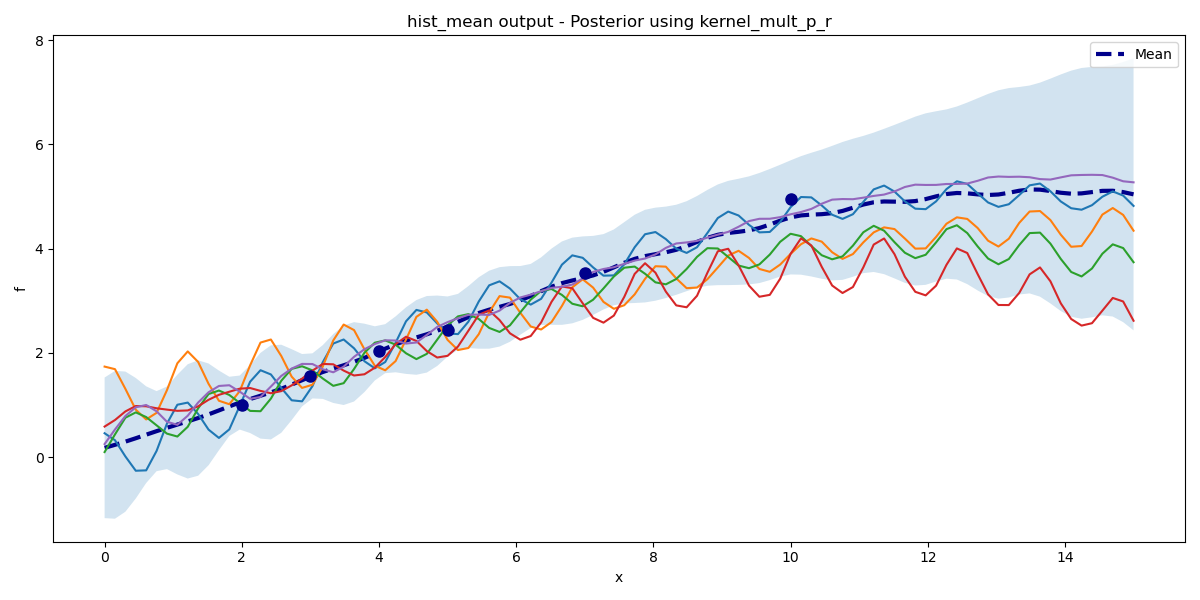 hist_mean output - Posterior using kernel_mult_p_r
Mean
8
6
4
2
0
f
0 2 4 6 8 10 12 14
x